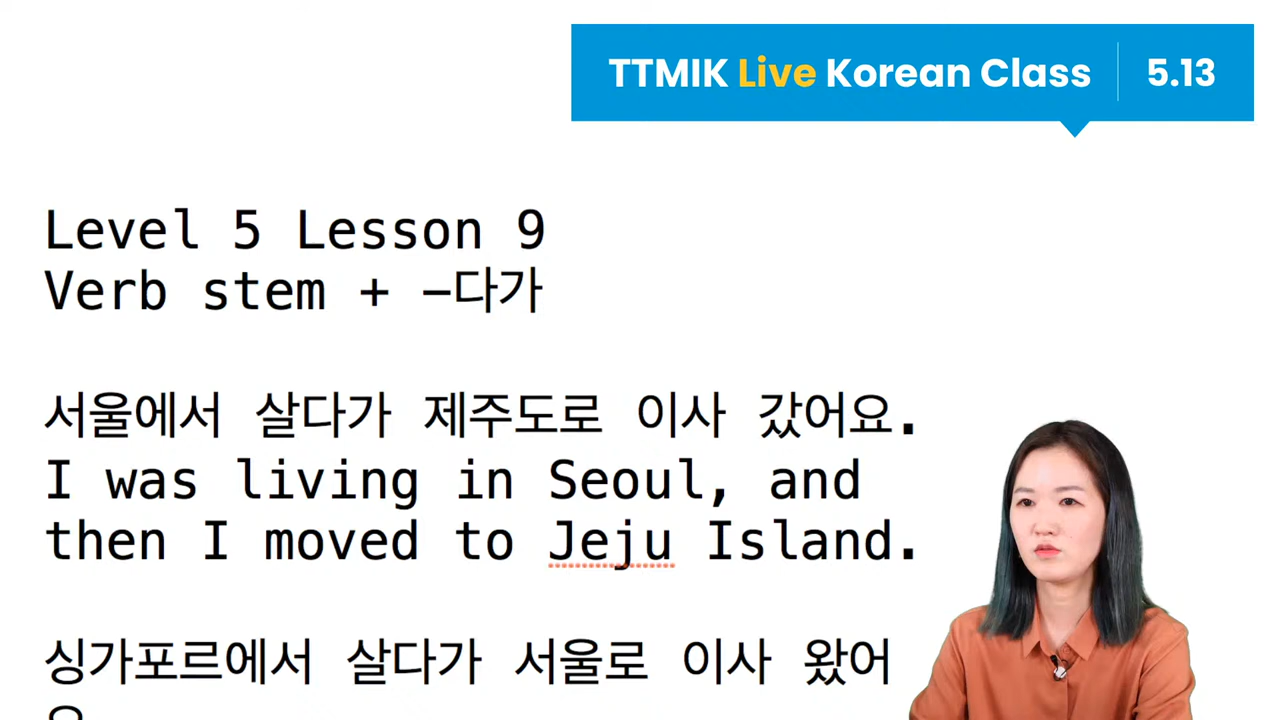 TTMIK Live Korean Class 5.13
Level 5 Lesson 9
Verb stem + -다가
서울에서 살다가 제주도로 이사 갔어요.
I was living in Seoul, and
then I moved to Jeju Island.
싱가포르에서 살다가 서울로 이사 왔어